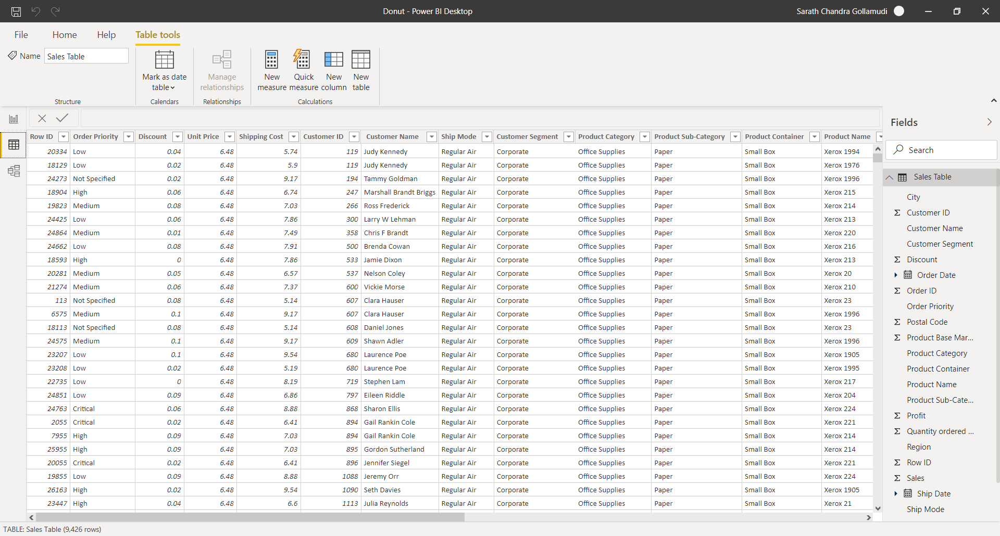 Donut - Power BI Desktop
Sarath Chandra Gollamudi
File Home Help Table tools
Name Sales Table
Mark as date table
Manage relationships
New measure
Quick measure
New column
New table
Structure Calendars Relationships Calculations
Row ID Order Priority Discount Unit Price Shipping Cost Customer ID Customer Name Ship Mode Customer Segment Product Category Product Sub-Category Product Container Product Name
20334 Low 0.04 6.48 5.74 119 Judy Kennedy Regular Air Corporate Office Supplies Paper Small Box Xerox 1994
18129 Low 0.02 6.48 5.9 119 Judy Kennedy Regular Air Corporate Office Supplies Paper Small Box Xerox 1976
24273 Not Specified 0.02 6.48 9.17 194 Tammy Goldman Regular Air Corporate Office Supplies Paper Small Box Xerox 1996
18904 High 0.06 6.48 6.74 247 Marshall Brandt Briggs Regular Air Corporate Office Supplies Paper Small Box Xerox 215
19823 Medium 0.08 6.48 7.03 266 Ross Frederick Regular Air Corporate Office Supplies Paper Small Box Xerox 214
24425 Low 0.06 6.48 7.86 300 Larry W Lehman Regular Air Corporate Office Supplies Paper Small Box Xerox 213
24864 Medium 0.01 6.48 7.49 358 Chris F Brandt Regular Air Corporate Office Supplies Paper Small Box Xerox 220
24662 Low 0.08 6.48 7.91 500 Brenda Cowan Regular Air Corporate Office Supplies Paper Small Box Xerox 216
18593 High 0 6.48 7.86 533 Jamie Dixon Regular Air Corporate Office Supplies Paper Small Box Xerox 213
20281 Medium 0.05 6.48 6.57 537 Nelson Coley Regular Air Corporate Office Supplies Paper Small Box Xerox 20
21274 Medium 0.06 6.48 7.37 600 Vickie Morse Regular Air Corporate Office Supplies Paper Small Box Xerox 210
113 Not Specified 0.08 6.48 5.14 607 Clara Hauser Regular Air Corporate Office Supplies Paper Small Box Xerox 23
6575 Medium 0.1 6.48 9.17 607 Clara Hauser Regular Air Corporate Office Supplies Paper Small Box Xerox 1996
18113 Not Specified 0.08 6.48 5.14 608 Daniel Jones Regular Air Corporate Office Supplies Paper Small Box Xerox 23
24575 Medium 0.1 6.48 9.17 609 Shawn Adler Regular Air Corporate Office Supplies Paper Small Box Xerox 1996
23207 Low 0.1 6.48 9.54 680 Laurence Poe Regular Air Corporate Office Supplies Paper Small Box Xerox 1905
23208 Low 0.02 6.48 5.19 680 Laurence Poe Regular Air Corporate Office Supplies Paper Small Box Xerox 1995
22735 Low 0 6.48 8.19 719 Stephen Lam Regular Air Corporate Office Supplies Paper Small Box Xerox 217
24851 Low 0.09 6.48 6.86 797 Eileen Riddle Regular Air Corporate Office Supplies Paper Small Box Xerox 204
24763 Critical 0.06 6.48 8.88 868 Sharon Ellis Regular Air Corporate Office Supplies Paper Small Box Xerox 224
2055 Critical 0.02 6.48 6.41 894 Gail Rankin Cole Regular Air Corporate Office Supplies Paper Small Box Xerox 221
7955 High 0.09 6.48 7.03 894 Gail Rankin Cole Regular Air Corporate Office Supplies Paper Small Box Xerox 214
25955 High 0.09 6.48 7.03 895 Gordon Sutherland Regular Air Corporate Office Supplies Paper Small Box Xerox 214
20055 Critical 0.02 6.48 6.41 896 Jennifer Siegel Regular Air Corporate Office Supplies Paper Small Box Xerox 221
19855 Low 0.09 6.48 8.88 1088 Jeremy Orr Regular Air Corporate Office Supplies Paper Small Box Xerox 224
26163 High 0.02 6.48 9.54 1090 Seth Davies Regular Air Corporate Office Supplies Paper Small Box Xerox 1905
23447 High 0.04 6.48 6.6 1113 Julia Reynolds Regular Air Corporate Office Supplies Paper Small Box Xerox 21
Fields
Search
Sales Table
City
Σ Customer ID
Customer Name
Customer Segment
Σ Discount
Order Date
Σ Order ID
Order Priority
Σ Postal Code
Σ Product Base Mar...
Product Category
Product Container
Product Name
Product Sub-Cate...
Σ Profit
Σ Quantity ordered ...
Region
Σ Row ID
Σ Sales
Ship Date
Ship Mode
TABLE: Sales Table (9,426 rows)